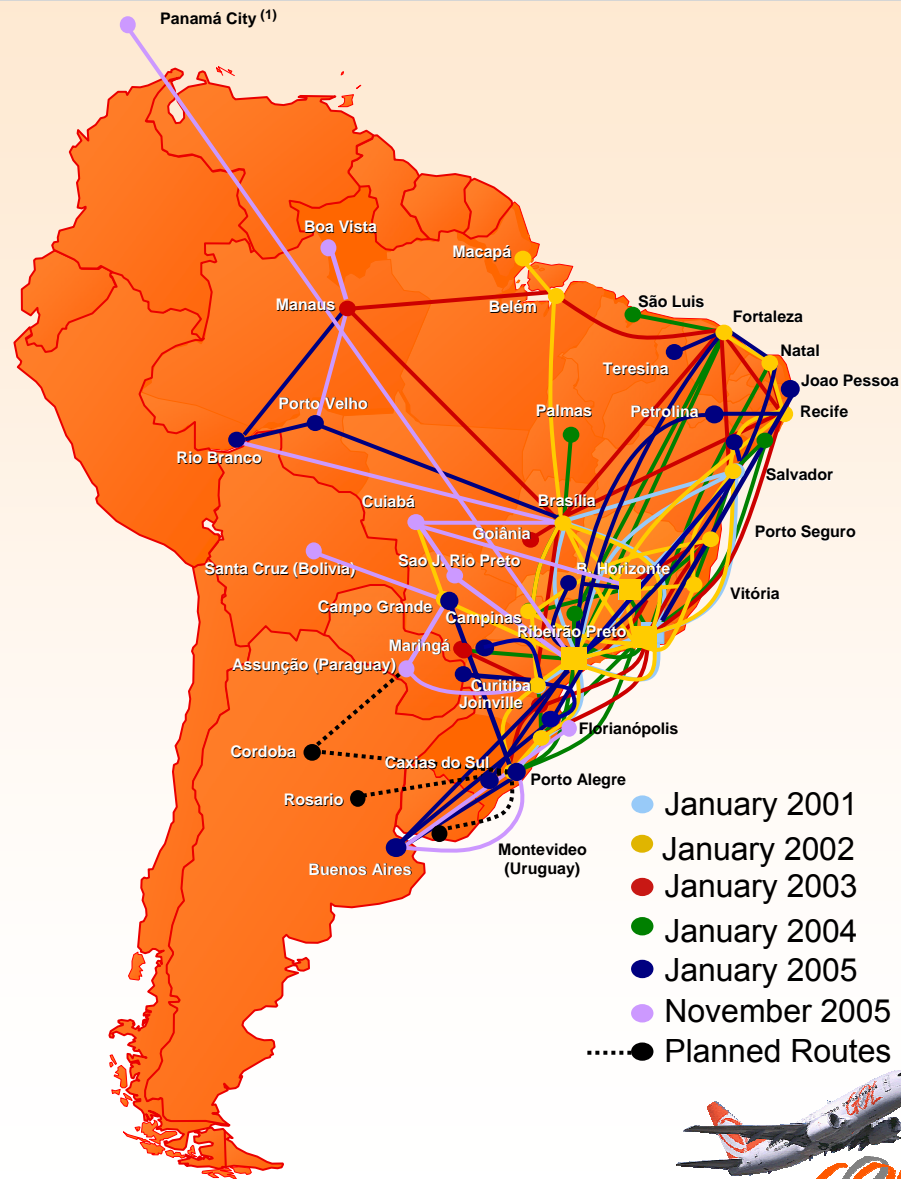 Panamá City (1)
Boa Vista
Macapá
Manaus
Belém
São Luis
Fortaleza
Natal
Teresina
Joao Pessoa
Porto Velho
Palmas
Petrolina
Recife
Rio Branco
Salvador
Cuiabá
Brasília
Goiânia
Porto Seguro
Santa Cruz (Bolivia)
Sao J. Rio Preto
B. Horizonte
Vitória
Campo Grande
Campinas
Ribeirão Preto
Maringá
Assunção (Paraguay)
Curitiba
Joinville
Florianópolis
Cordoba
Caxias do Sul
Porto Alegre
Rosario
Montevideo
(Uruguay)
Buenos Aires
January 2001
January 2002
January 2003
January 2004
January 2005
November 2005
Planned Routes
GOL